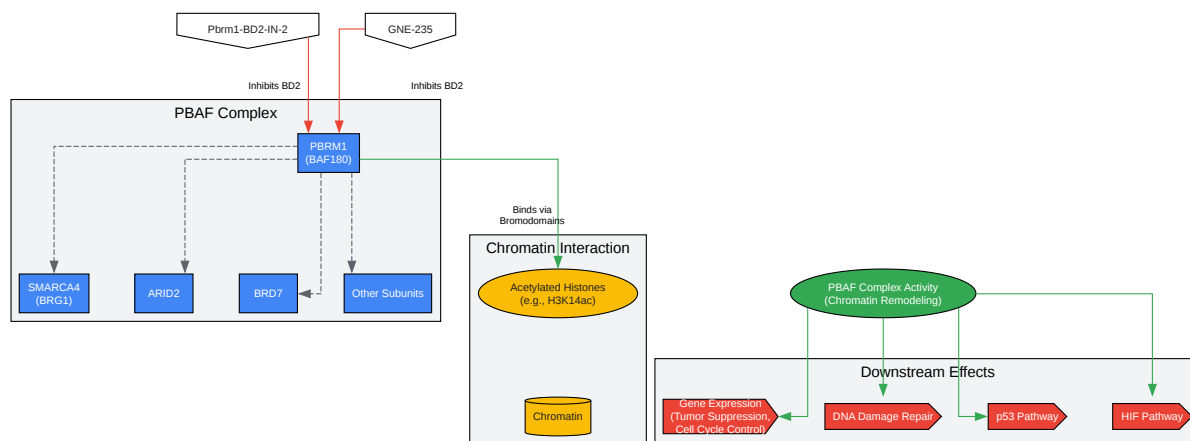 Pbrm1-BD2-IN-2
GNE-235
Inhibits BD2
Inhibits BD2
PBAF Complex
PBRM1
(BAF180)
Binds via
Bromodomains
Chromatin Interaction
SMARCA4
(BRG1)
ARID2
BRD7
Other Subunits
Acetylated Histones
(e.g., H3K14ac)
PBAF Complex Activity
(Chromatin Remodeling)
Downstream Effects
Gene Expression
(Tumor Suppression,
Cell Cycle Control)
DNA Damage Repair
p53 Pathway
HIF Pathway
Chromatin